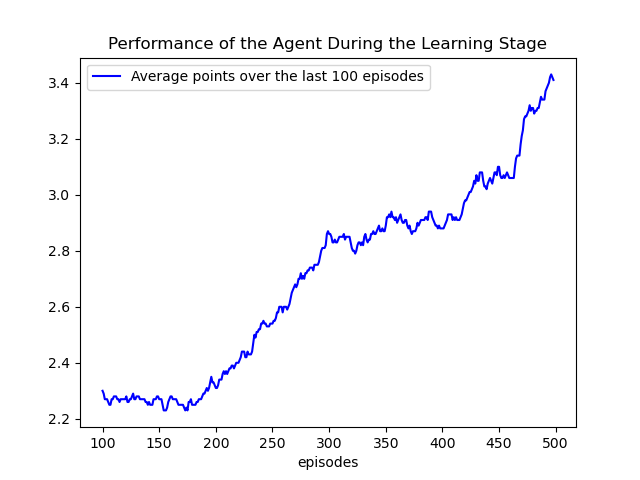 Performance of the Agent During the Learning Stage
Average points over the last 100 episodes
3.4
3.2
3.0
2.8
2.6
2.4
2.2
100 150 200 250 300 350 400 450 500
episodes